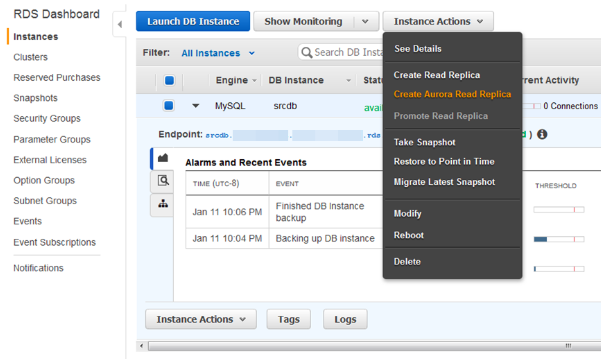 RDS Dashboard
Instances
Clusters
Reserved Purchases
Snapshots
Security Groups
Parameter Groups
External Licenses
Option Groups
Subnet Groups
Events
Event Subscriptions
Notifications
Launch DB Instance
Show Monitoring
Instance Actions
Filter: All Instances
Search DB Insta
Engine DB Instance Statu rrent Activity
MySQL srcdb avai 0 Connections
Endpoint: srcdb. . .rds )
See Details
Create Read Replica
Create Aurora Read Replica
Promote Read Replica
Take Snapshot
Restore to Point in Time
Migrate Latest Snapshot
Modify
Reboot
Delete
Alarms and Recent Events
TIME (UTC-8) EVENT THRESHOLD
Jan 11 10:06 PM Finished DB Instance
backup
Jan 11 10:04 PM Backing up DB instance
Instance Actions Tags Logs